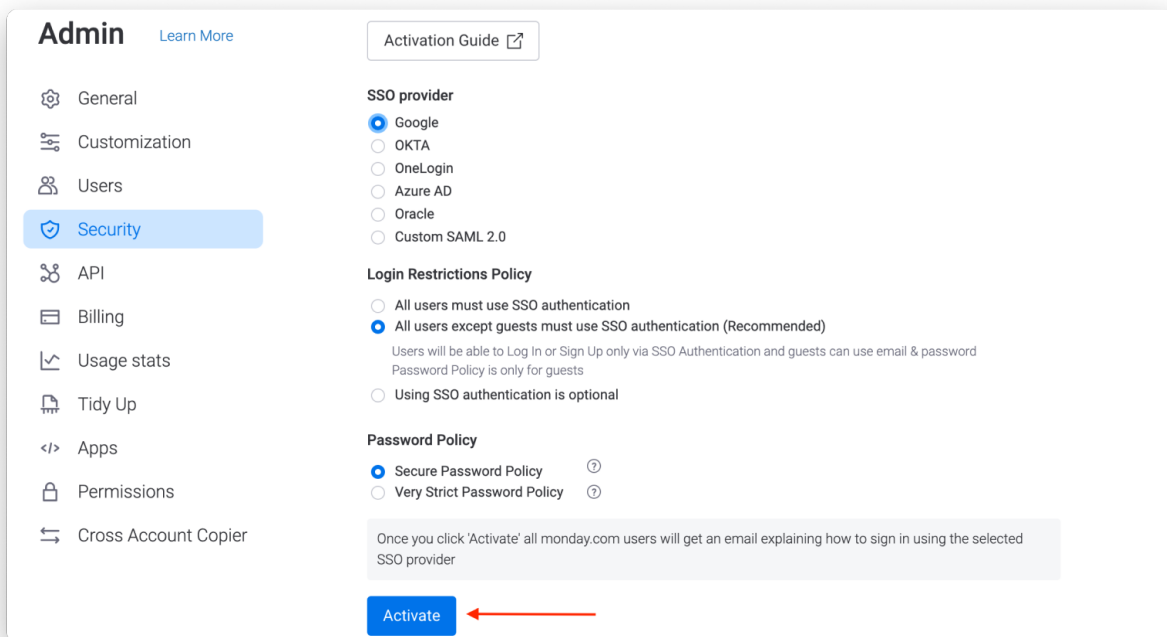 Admin
Learn More
General
Customization
Users
Security
API
Billing
Usage stats
Tidy Up
Apps
Permissions
Cross Account Copier
Activation Guide
SSO provider
Google
OKTA
OneLogin
Azure AD
Oracle
Custom SAML 2.0
Login Restrictions Policy
All users must use SSO authentication
All users except guests must use SSO authentication (Recommended)
Users will be able to Log In or Sign Up only via SSO Authentication and guests can use email & password
Password Policy is only for guests
Using SSO authentication is optional
Password Policy
Secure Password Policy
Very Strict Password Policy
Once you click 'Activate' all monday.com users will get an email explaining how to sign in using the selected
SSO provider
Activate